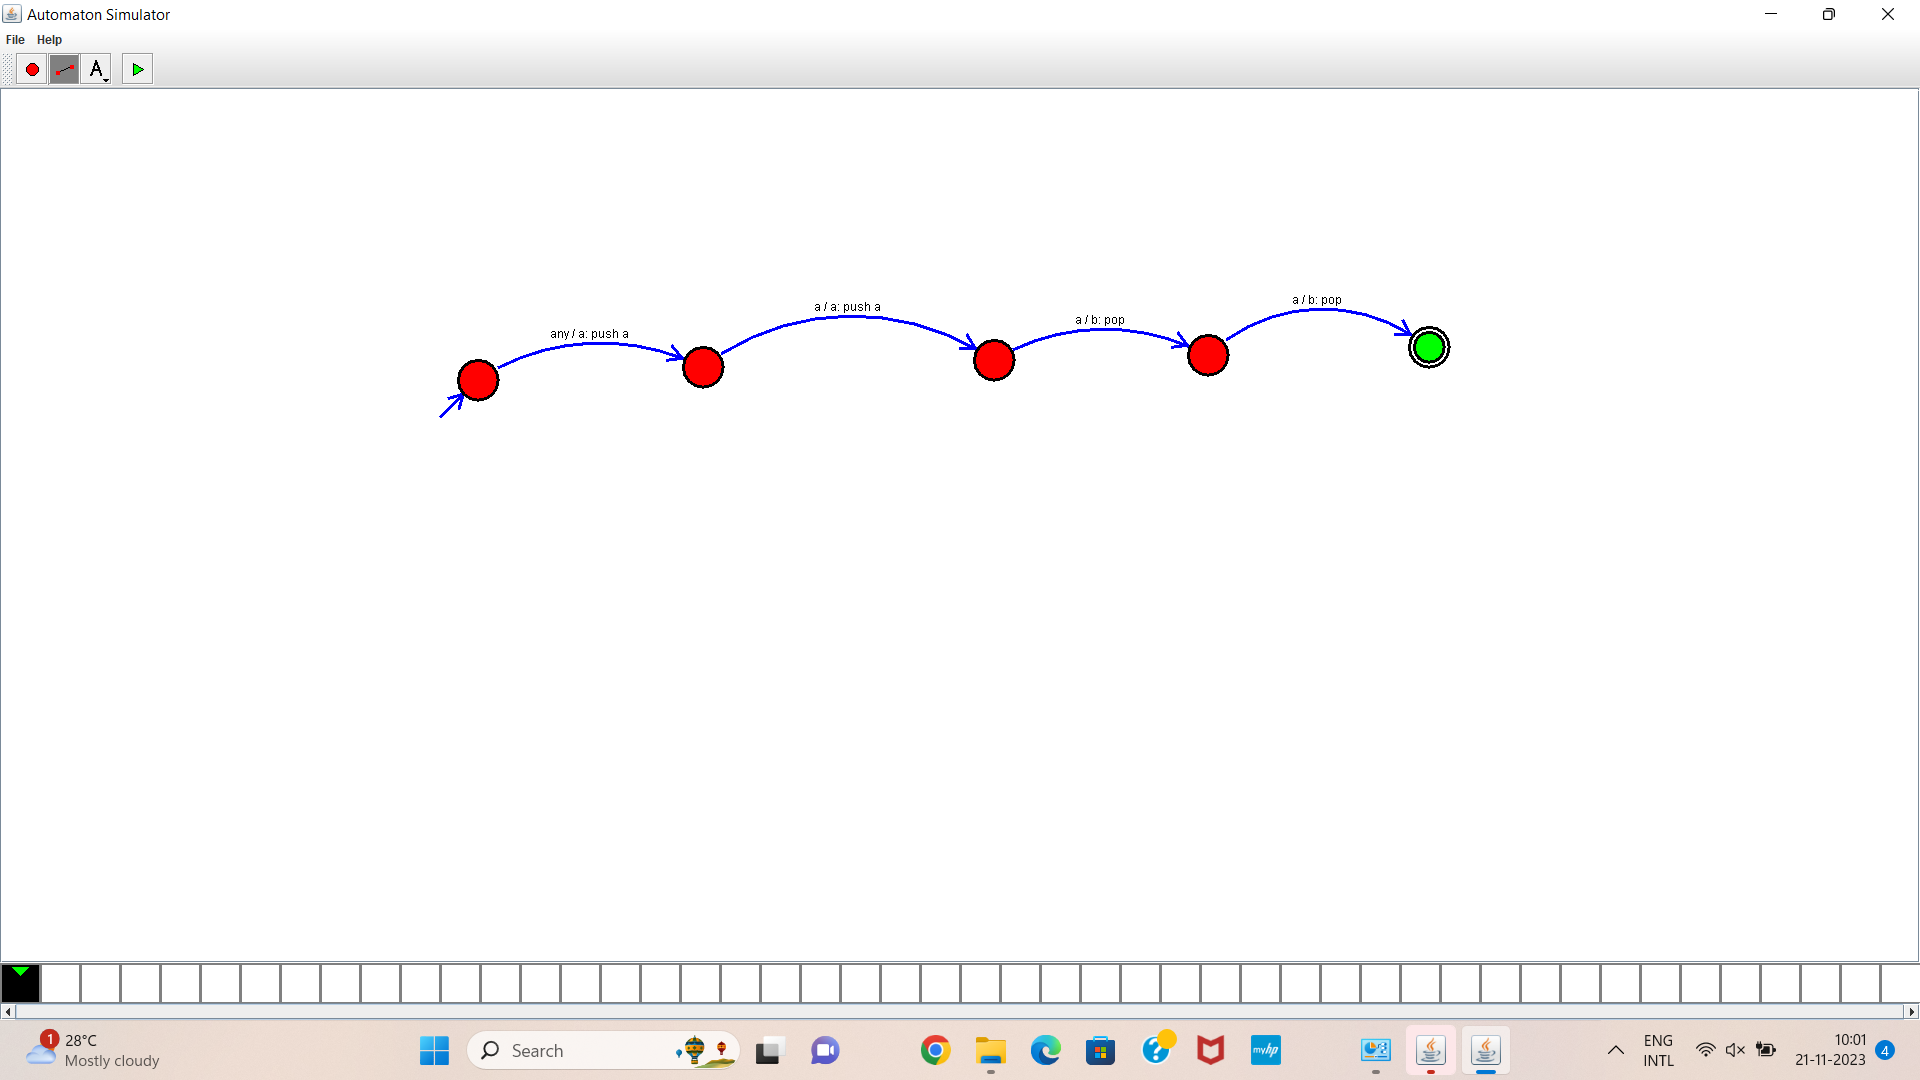 Automaton Simulator
File Help
A
a / b: pop
a / a: push a
a / b: pop
any / a: push a
1
28°C
Mostly cloudy
Search
?
myhp
ENG
INTL
10:01
21-11-2023
4